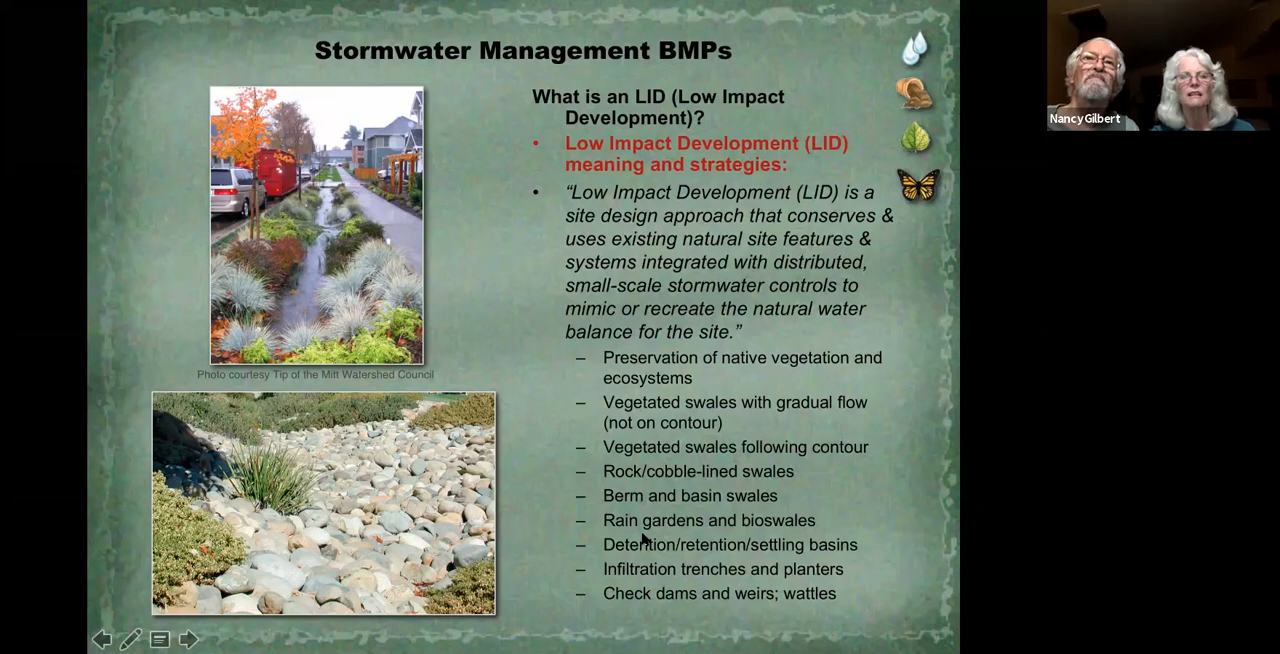 Stormwater Management BMPs
What is an LID (Low Impact
Development)?
• Low Impact Development (LID)
meaning and strategies:
• “Low Impact Development (LID) is a
site design approach that conserves &
uses existing natural site features &
systems integrated with distributed,
small-scale stormwater controls to
mimic or recreate the natural water
balance for the site.”
– Preservation of native vegetation and
ecosystems
– Vegetated swales with gradual flow
(not on contour)
– Vegetated swales following contour
– Rock/cobble-lined swales
– Berm and basin swales
– Rain gardens and bioswales
– Detention/retention/settling basins
– Infiltration trenches and planters
– Check dams and weirs; wattles
Photo courtesy Tip of the Mitt Watershed Council
Nancy Gilbert